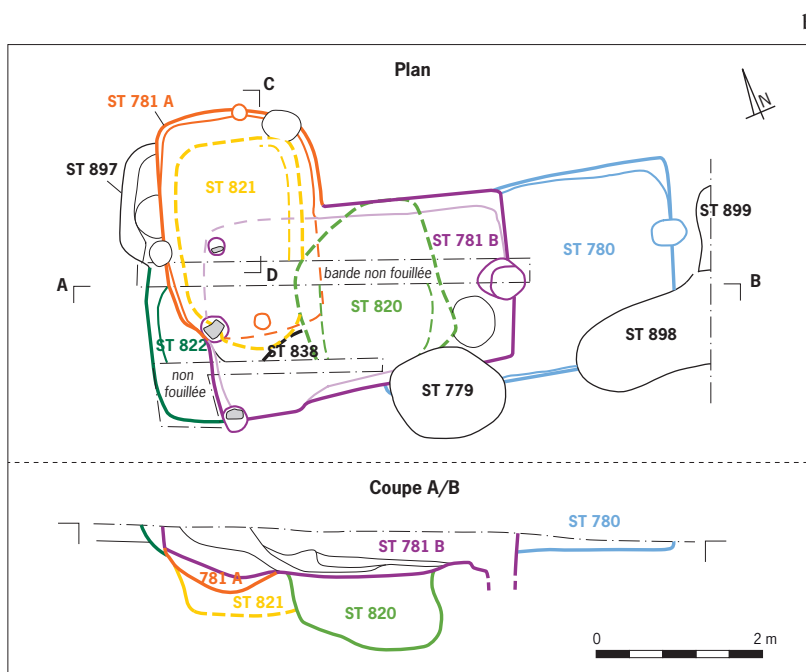 1
Plan
C
N
ST 781 A
ST 897
ST 821
ST 899
ST 781 B
ST 780
D
bande non fouillée
A
B
ST 820
ST 898
ST 822
ST 838
non
fouillée
ST 779
Coupe A/B
ST 780
ST 781 B
781 A
ST 821
ST 820
0
2 m